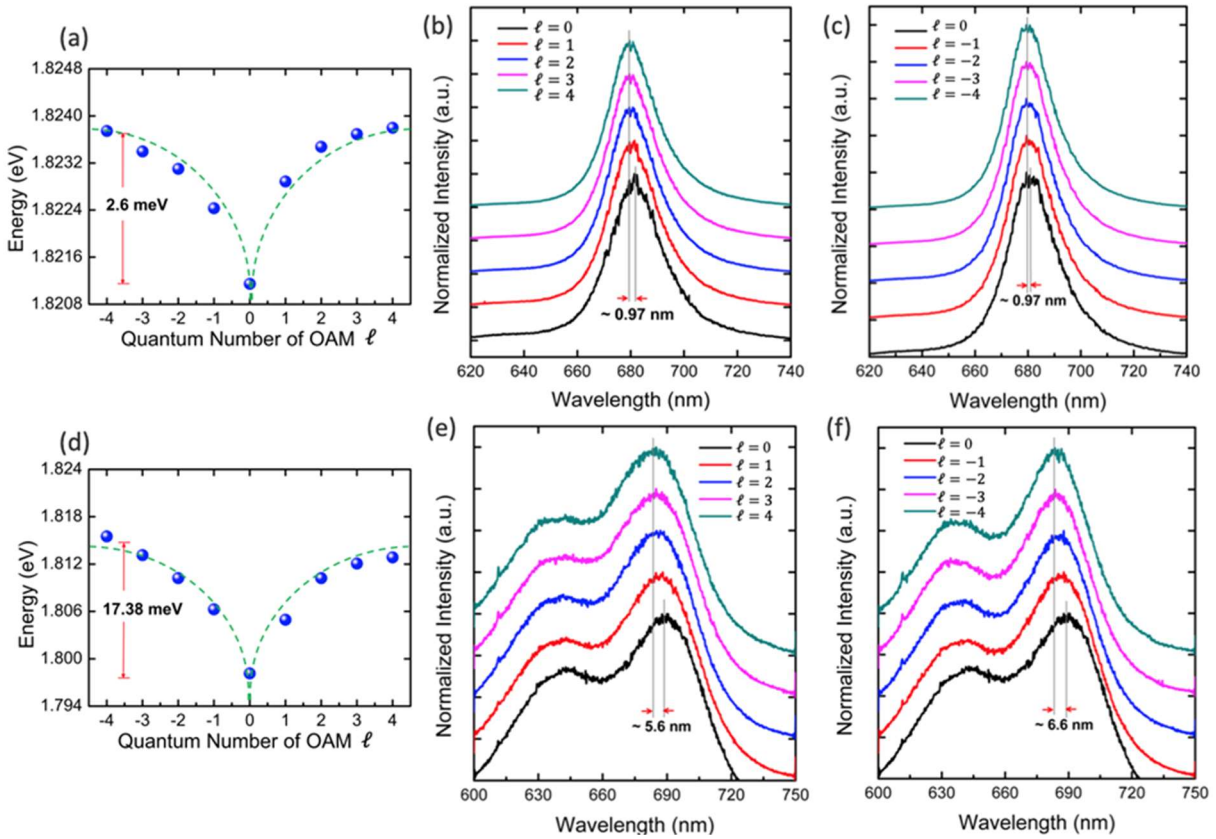 (a)
1.8248
1.8240
1.8232
1.8224
1.8216
1.8208
Energy (eV)
2.6 meV
-4 -3 -2 -1 0 1 2 3 4
Quantum Number of OAM ℓ
(b)
ℓ = 0
ℓ = 1
ℓ = 2
ℓ = 3
ℓ = 4
Normalized Intensity (a.u.)
~ 0.97 nm
620 640 660 680 700 720 740
Wavelength (nm)
(c)
ℓ = 0
ℓ = −1
ℓ = −2
ℓ = −3
ℓ = −4
Normalized Intensity (a.u.)
~ 0.97 nm
620 640 660 680 700 720 740
Wavelength (nm)
(d)
1.824
1.818
1.812
1.806
1.800
1.794
Energy (eV)
17.38 meV
-4 -3 -2 -1 0 1 2 3 4
Quantum Number of OAM ℓ
(e)
ℓ = 0
ℓ = 1
ℓ = 2
ℓ = 3
ℓ = 4
Normalized Intensity (a.u.)
~ 5.6 nm
600 630 660 690 720 750
Wavelength (nm)
(f)
ℓ = 0
ℓ = −1
ℓ = −2
ℓ = −3
ℓ = −4
Normalized Intensity (a.u.)
~ 6.6 nm
600 630 660 690 720 750
Wavelength (nm)